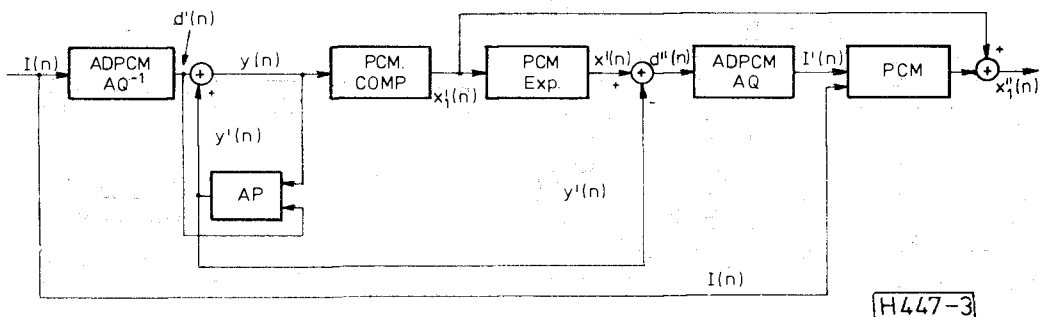 d'(n)
I(n)
ADPCM
AQ⁻¹
+
+
y(n)
PCM.
COMP
x'₁(n)
PCM
Exp.
x'(n)
+
+
-
d"(n)
ADPCM
AQ
I'(n)
PCM
+
+
x"₁(n)
y'(n)
AP
y'(n)
I(n)
H447-3